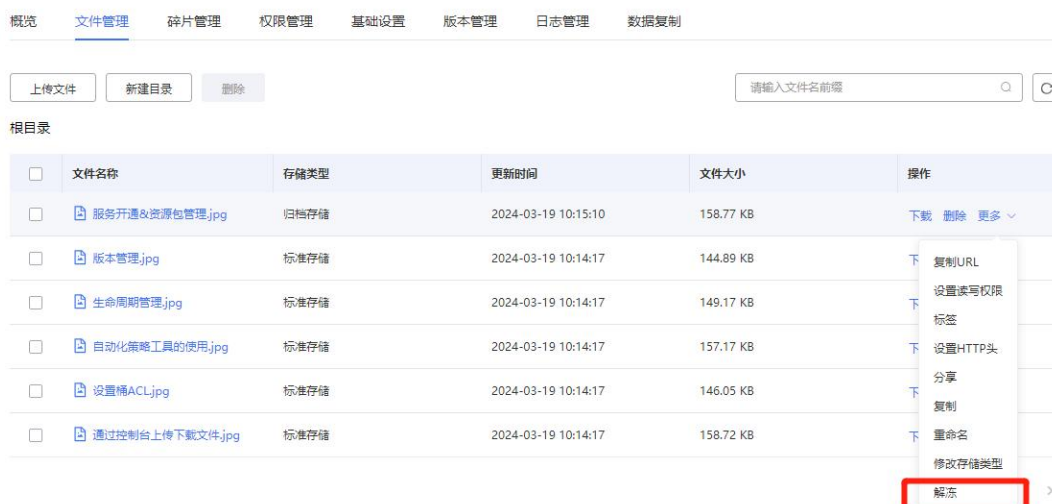 概览 文件管理 碎片管理 权限管理 基础设置 版本管理 日志管理 数据复制
上传文件 新建目录 删除 请输入文件名前缀
根目录
文件名称 存储类型 更新时间 文件大小 操作
服务开通&资源包管理.jpg 归档存储 2024-03-19 10:15:10 158.77 KB 下载 删除 更多
版本管理.jpg 标准存储 2024-03-19 10:14:17 144.89 KB 下
复制URL
设置读写权限
生命周期管理.jpg 标准存储 2024-03-19 10:14:17 149.17 KB 下
标签
自动化策略工具的使用.jpg 标准存储 2024-03-19 10:14:17 157.17 KB 下 设置HTTP头
分享
设置桶ACL.jpg 标准存储 2024-03-19 10:14:17 146.05 KB 下
复制
通过控制台上传下载文件.jpg 标准存储 2024-03-19 10:14:17 158.72 KB 下 重命名
修改存储类型
解冻